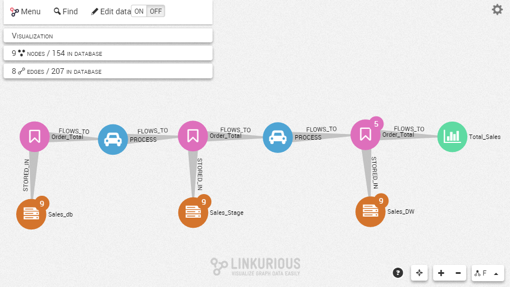 Menu Find Edit data ON OFF
VISUALIZATION
9 NODES / 154 IN DATABASE
8 EDGES / 207 IN DATABASE
5
FLOWS_TO FLOWS_TO FLOWS_TO FLOWS_TO FLOWS_TO
Order_Total PROCESS Order_Total PROCESS Order_Total Total_Sales
STORED_IN STORED_IN STORED_IN
9 9 9
Sales_db Sales_Stage Sales_DW
LINKURIOUS
VISUALIZE GRAPH DATA EASILY
? + − F